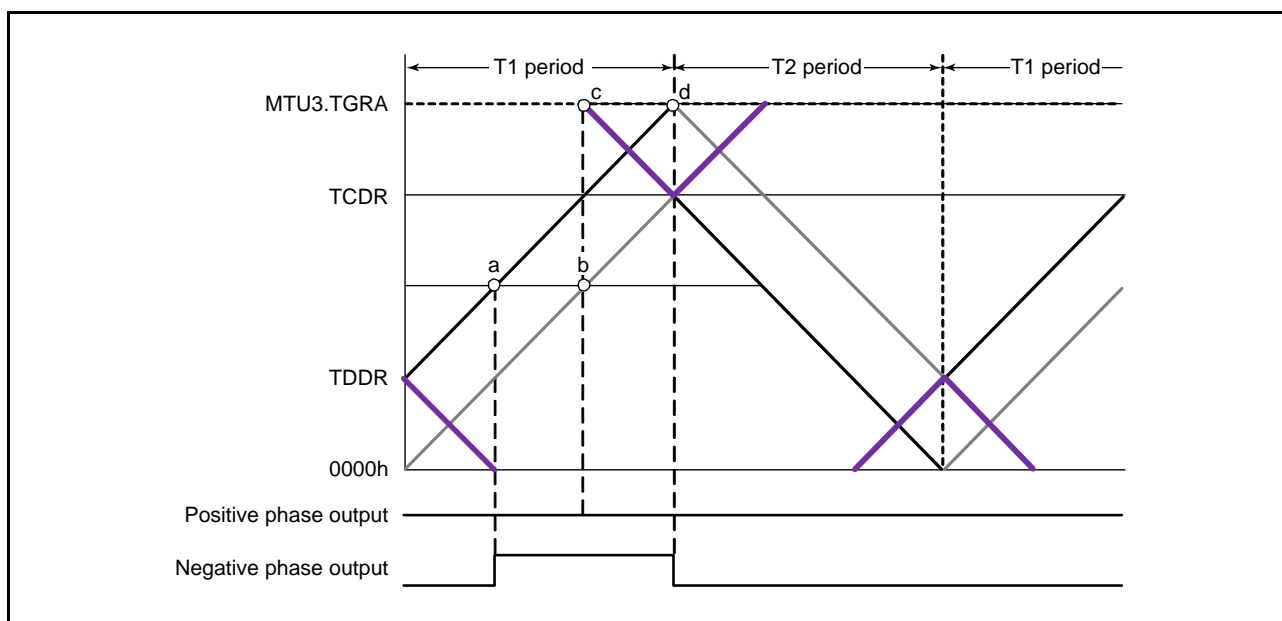 T1 period
T2 period
T1 period
MTU3.TGRA
c
d
TCDR
a
b
TDDR
0000h
Positive phase output
Negative phase output